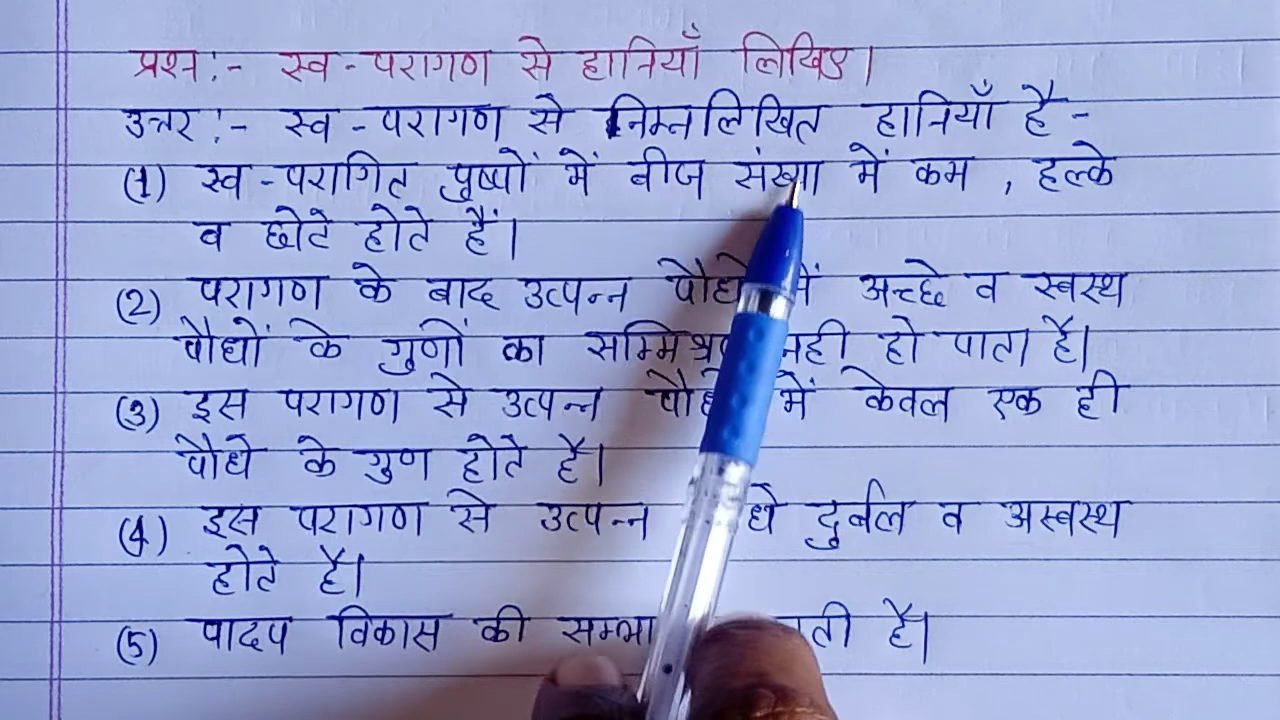 प्रश्न:- स्व-परागण से हानियाँ लिखिए।
उत्तर:- स्व-परागण से निम्नलिखित हानियाँ है-
(1) स्व-परागित पुष्पों में बीज संख्या में कम, हल्के
व छोटे होते हैं।
(2) परागण के बाद उत्पन्न में अच्छे व स्वस्थ
पौधों के गुणों का नही हो पाता है।
(3) इस परागण से उत्पन्न में केवल एक ही
पौधे के गुण होते है।
(4) इस परागण से उत्पन्न दुर्बल व अस्वस्थ
होते है।
(5) पादप विकास की है।